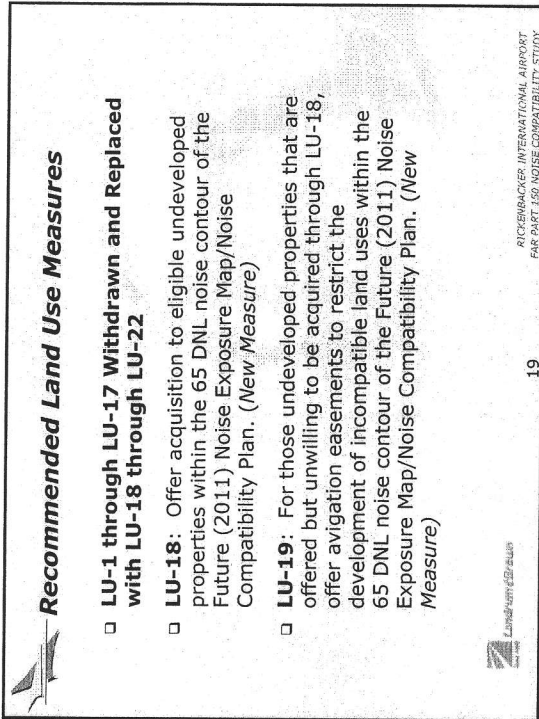 Recommended Land Use Measures
LU-1 through LU-17 Withdrawn and Replaced
with LU-18 through LU-22
LU-18: Offer acquisition to eligible undeveloped
properties within the 65 DNL noise contour of the
Future (2011) Noise Exposure Map/Noise
Compatibility Plan. (New Measure)
LU-19: For those undeveloped properties that are
offered but unwilling to be acquired through LU-18,
offer avigation easements to restrict the
development of incompatible land uses within the
65 DNL noise contour of the Future (2011) Noise
Exposure Map/Noise Compatibility Plan. (New
Measure)
Landrum & Brown
19
RICKENBACKER INTERNATIONAL AIRPORT
FAR PART 150 NOISE COMPATIBILITY STUDY